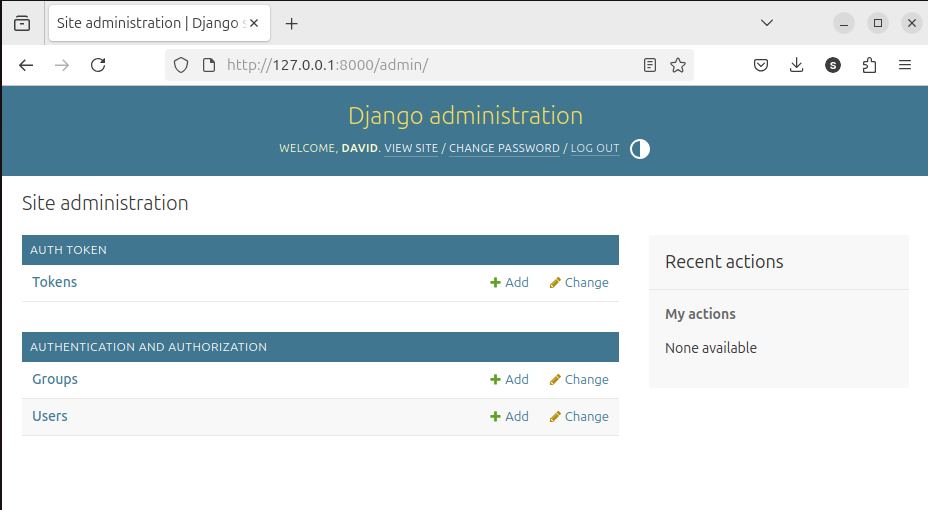 Site administration | Django s
http://127.0.0.1:8000/admin/
S
Django administration
WELCOME, DAVID. VIEW SITE / CHANGE PASSWORD / LOG OUT
Site administration
AUTH TOKEN
Tokens Add Change
AUTHENTICATION AND AUTHORIZATION
Groups Add Change
Users Add Change
Recent actions
My actions
None available